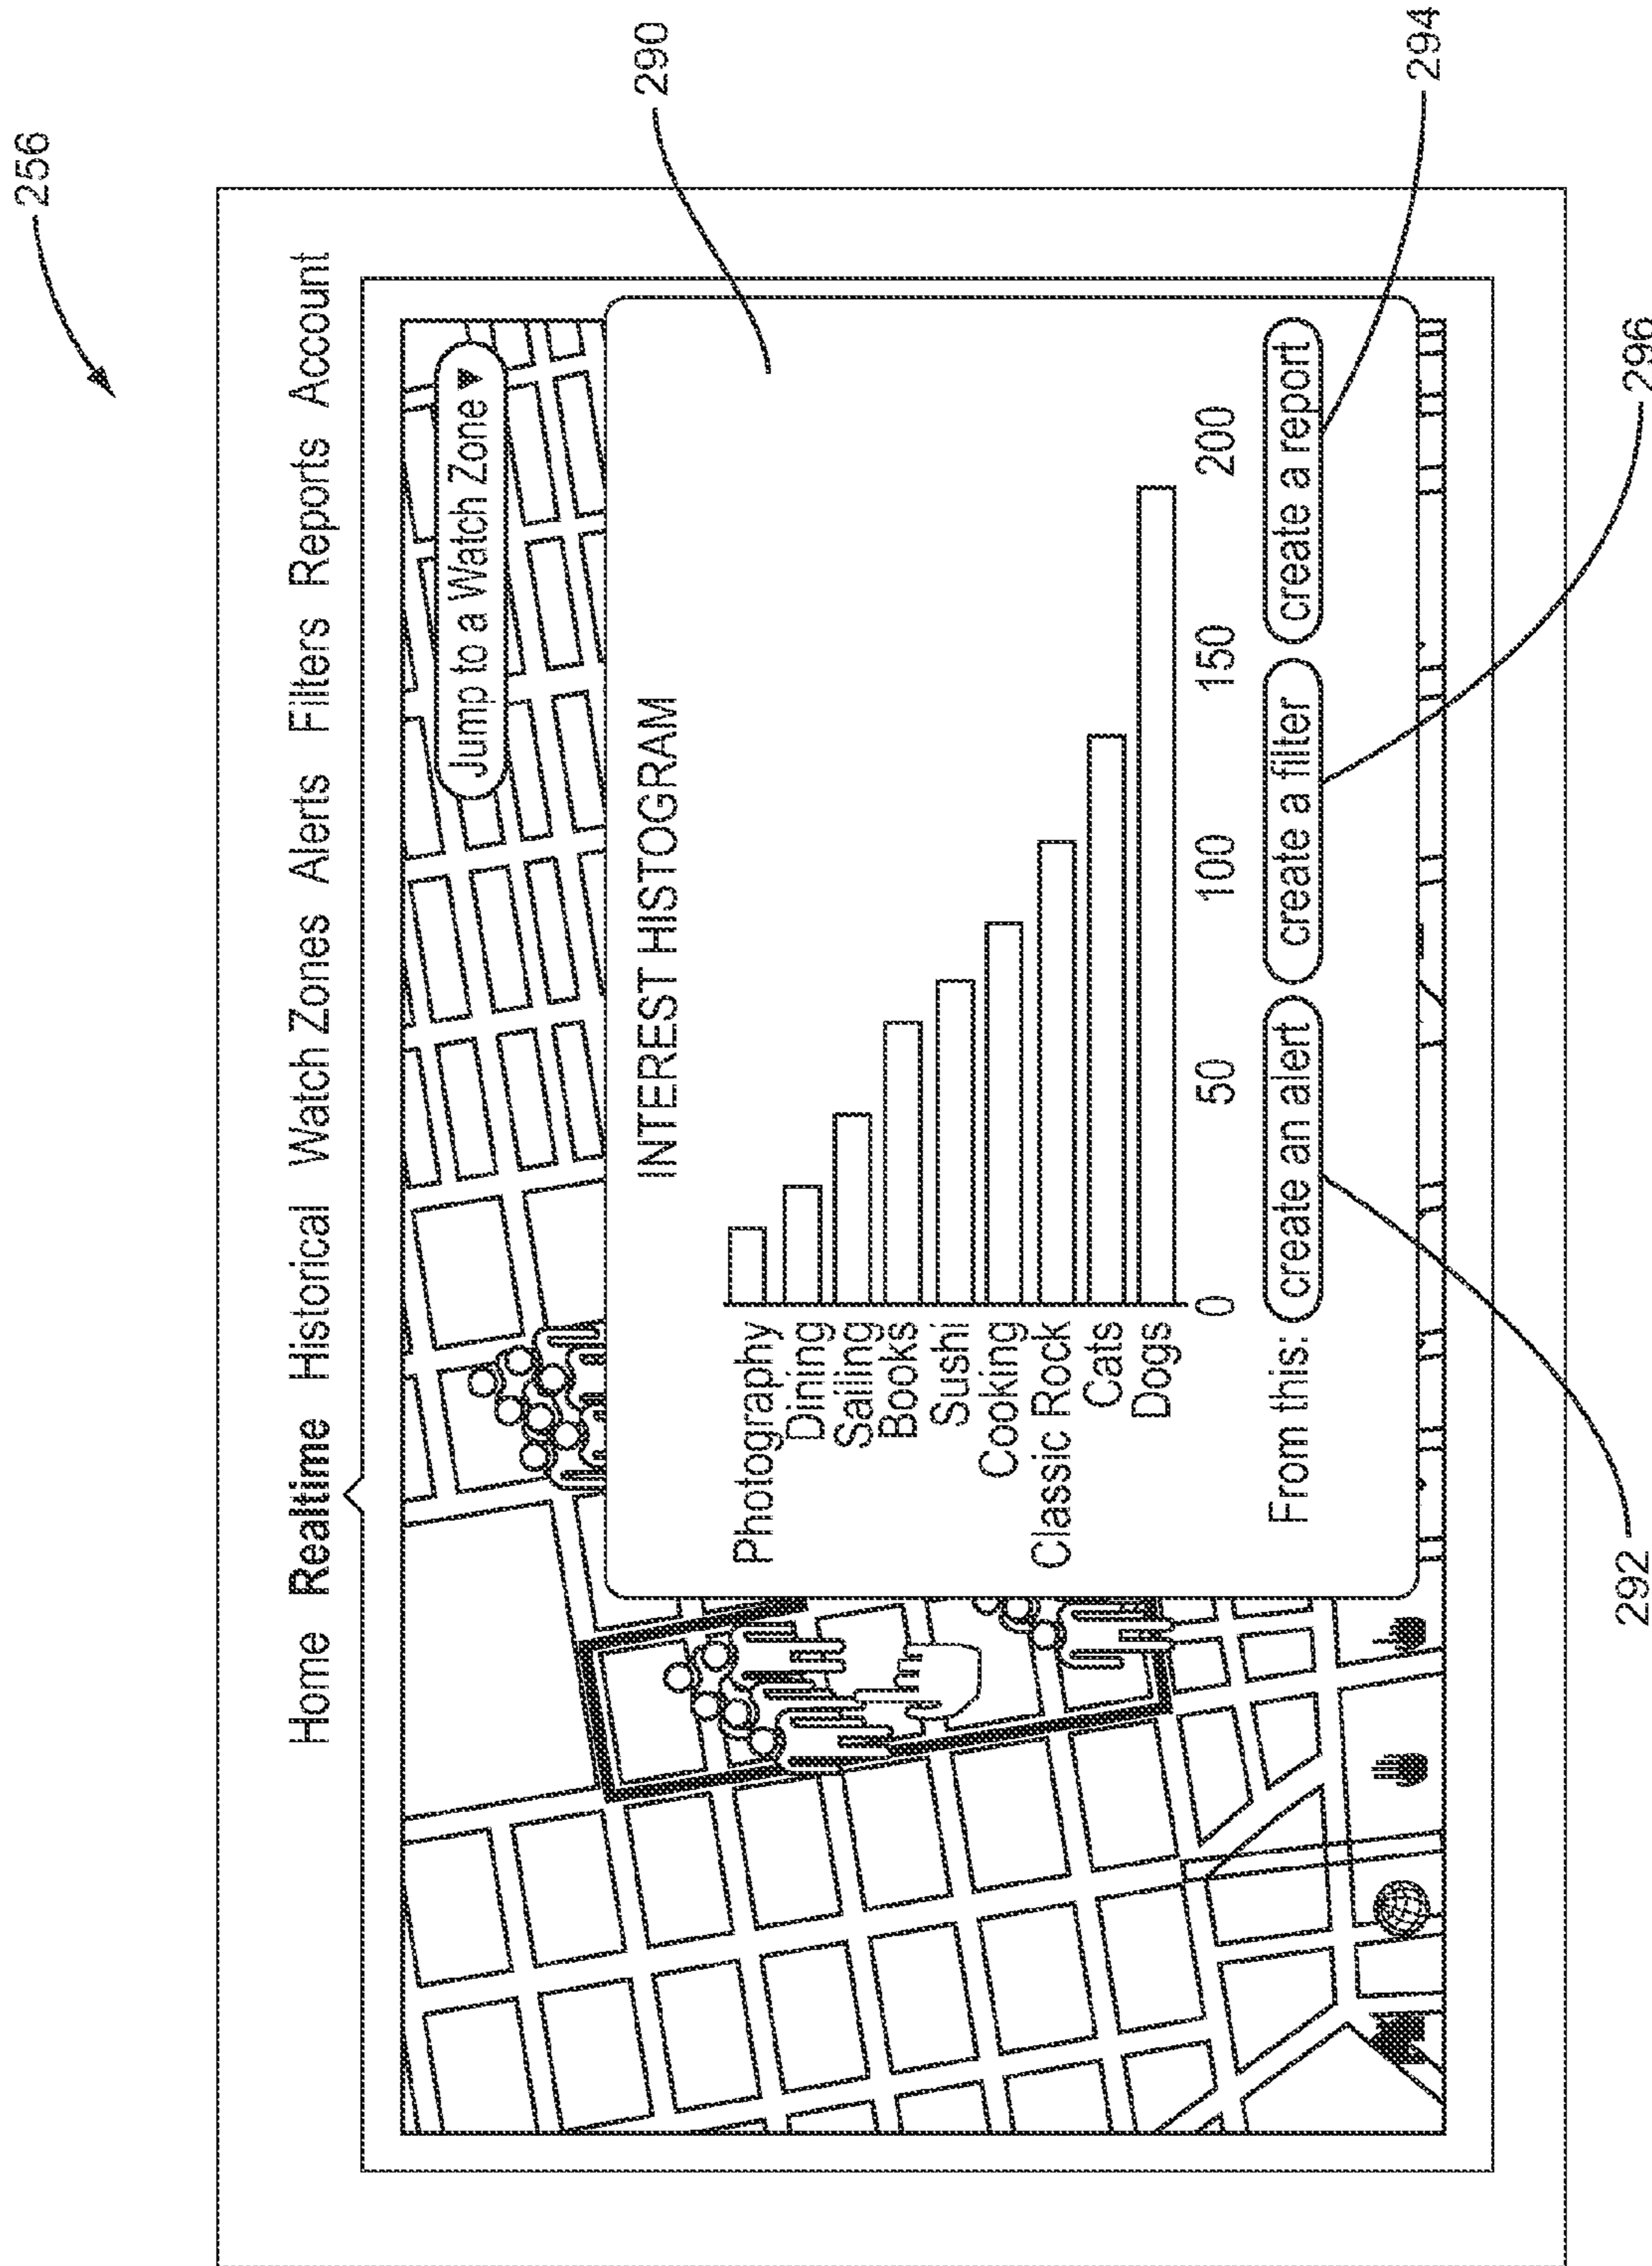 256
Home Realtime Historical Watch Zones Alerts Filters Reports Account
Jump to a Watch Zone
290
INTEREST HISTOGRAM
Photography
Dining
Sailing
Books
Sushi
Cooking
Classic Rock
Cats
Dogs
0 50 100 150 200
From this: create an alert create a filter create a report
292
296
294